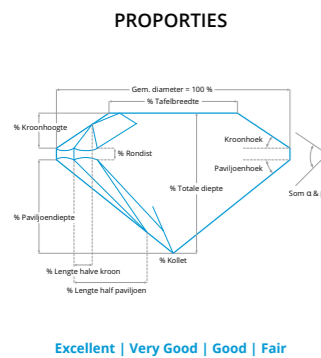 PROPORTIES
Gem. diameter = 100 %
% Tafelbreedte
% Kroonhoogte
Kroonhoek
% Rondist
Paviljoenhoek
% Totale diepte
Som α &
% Paviljoendiepte
% Kollet
% Lengte halve kroon
% Lengte half paviljoen
Excellent | Very Good | Good | Fair